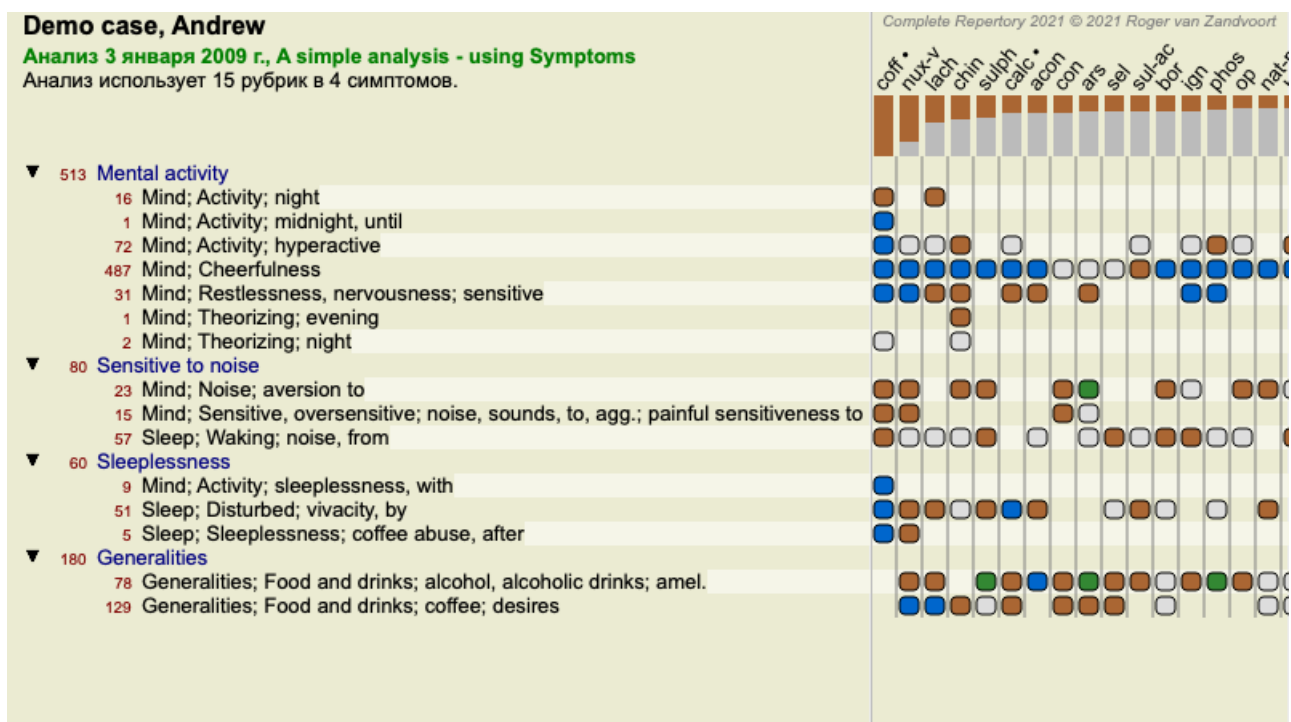 Demo case, Andrew
Complete Repertory 2021 © 2021 Roger van Zandvoort
Анализ 3 января 2009 г., A simple analysis - using Symptoms
Анализ использует 15 рубрик в 4 симптомов.
coff • nux-v lach chin sulph calc • acon con ars sel sul-ac bor ign phos op
▼ 513 Mental activity
16 Mind; Activity; night
1 Mind; Activity; midnight, until
72 Mind; Activity; hyperactive
487 Mind; Cheerfulness
31 Mind; Restlessness, nervousness; sensitive
1 Mind; Theorizing; evening
2 Mind; Theorizing; night
▼ 80 Sensitive to noise
23 Mind; Noise; aversion to
15 Mind; Sensitive, oversensitive; noise, sounds, to, agg.; painful sensitiveness to
57 Sleep; Waking; noise, from
▼ 60 Sleeplessness
9 Mind; Activity; sleeplessness, with
51 Sleep; Disturbed; vivacity, by
5 Sleep; Sleeplessness; coffee abuse, after
▼ 180 Generalities
78 Generalities; Food and drinks; alcohol, alcoholic drinks; amel.
129 Generalities; Food and drinks; coffee; desires